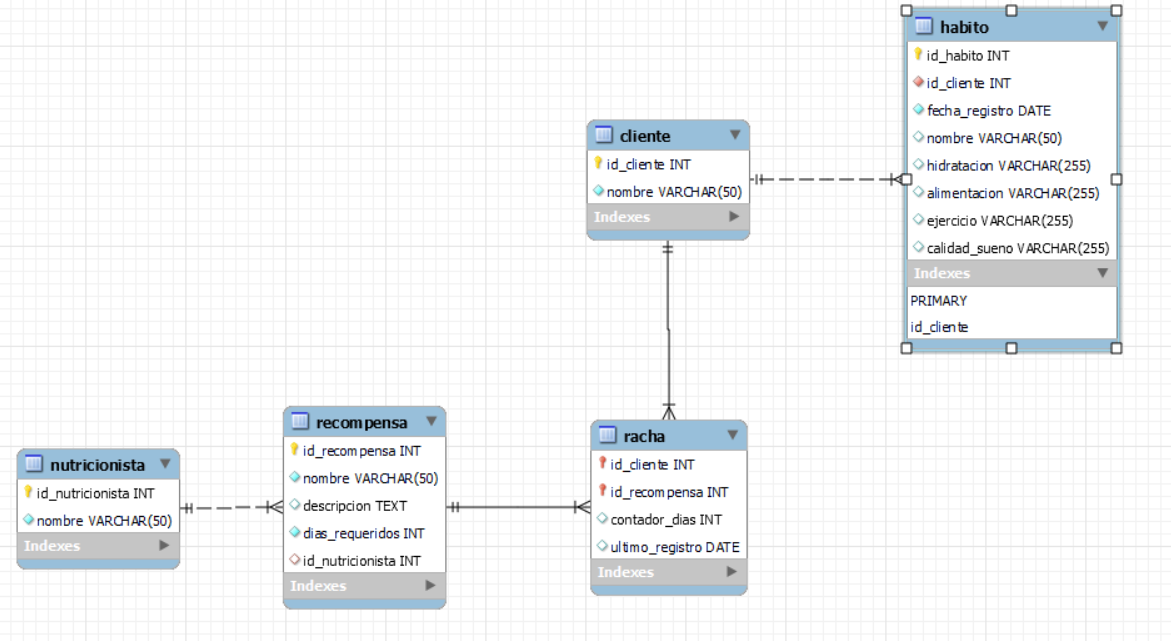 habito
id_habito INT
id_cliente INT
fecha_registro DATE
nombre VARCHAR(50)
hidratacion VARCHAR(255)
alimentacion VARCHAR(255)
ejercicio VARCHAR(255)
calidad_sueno VARCHAR(255)
Indexes
PRIMARY
id_cliente
cliente
id_cliente INT
nombre VARCHAR(50)
Indexes
recompensa
id_recompensa INT
nombre VARCHAR(50)
descripcion TEXT
dias_requeridos INT
id_nutricionista INT
Indexes
racha
id_cliente INT
id_recompensa INT
contador_dias INT
ultimo_registro DATE
Indexes
nutricionista
id_nutricionista INT
nombre VARCHAR(50)
Indexes